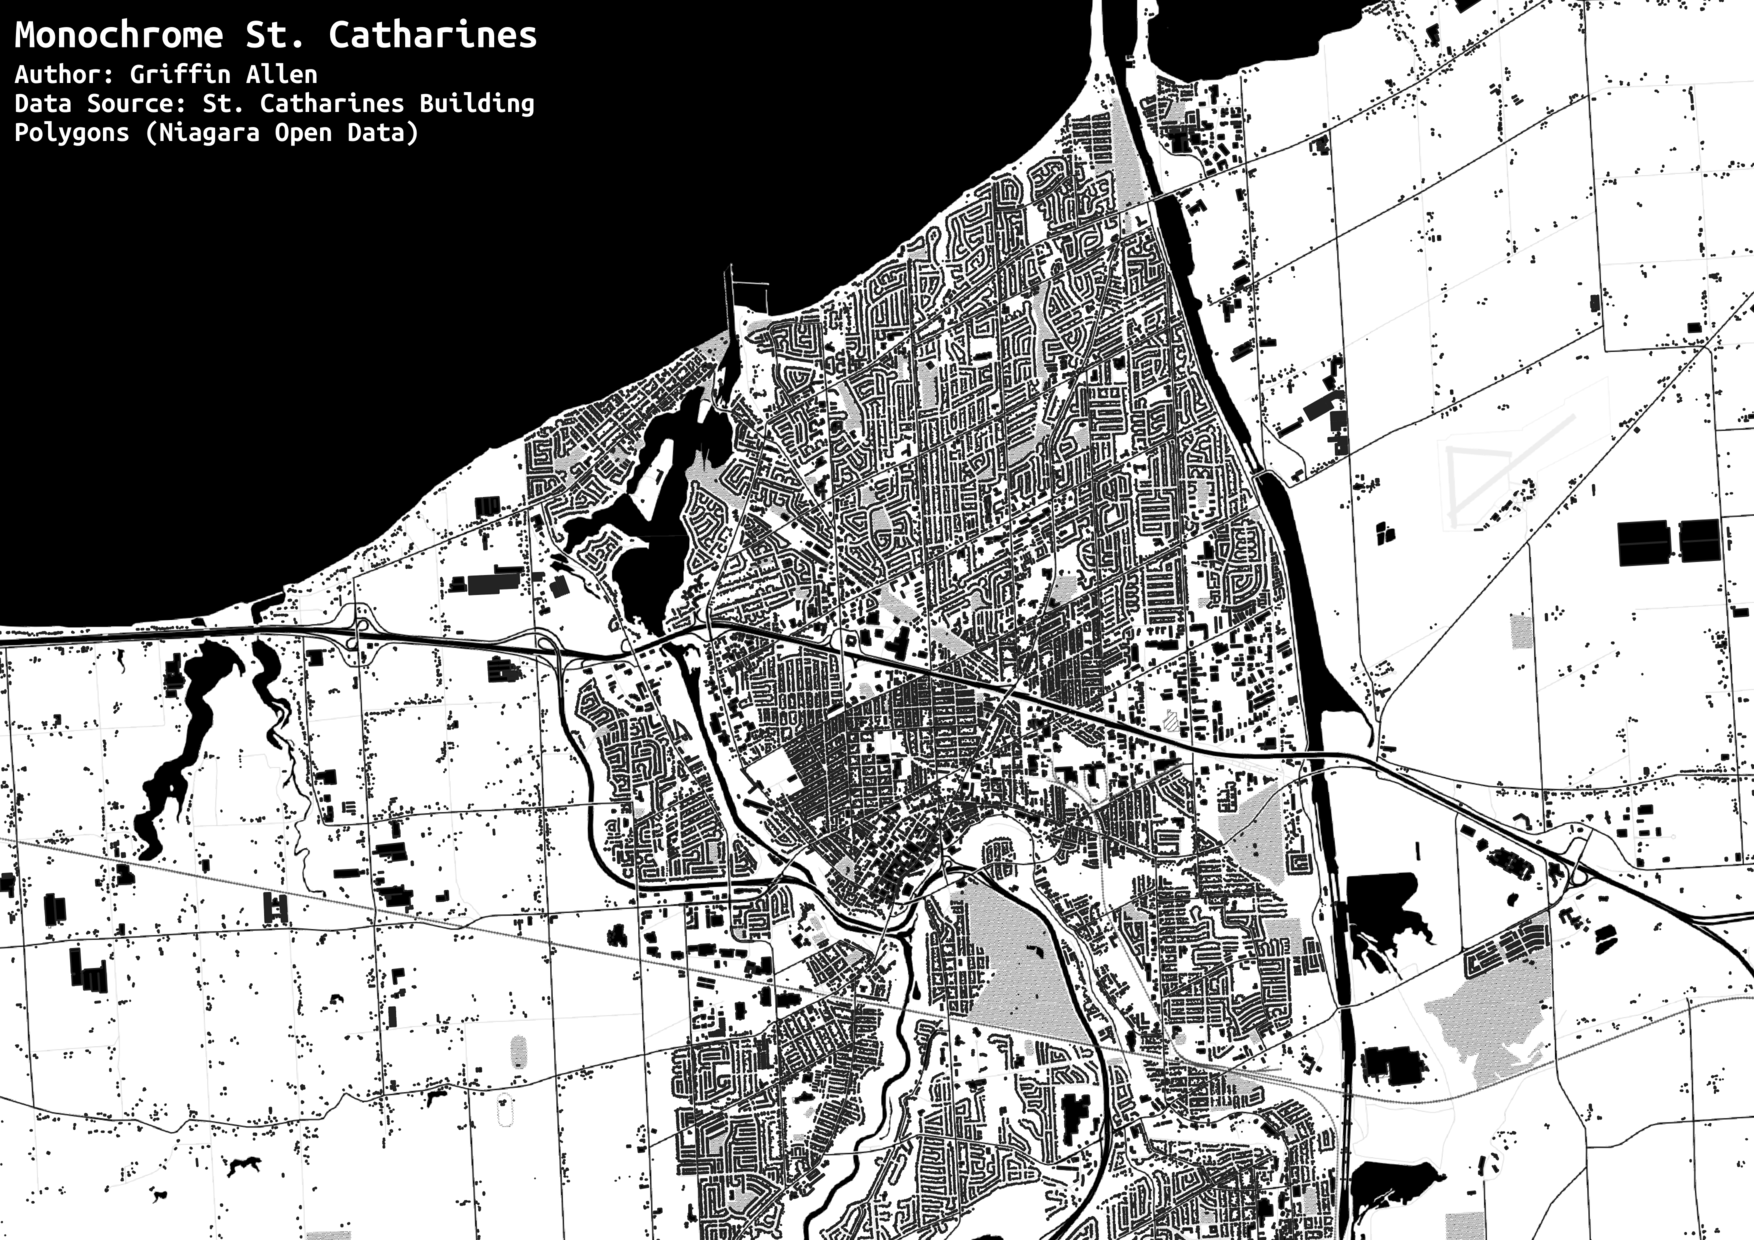 Monochrome St. Catharines
Author: Griffin Allen
Data Source: St. Catharines Building
Polygons (Niagara Open Data)